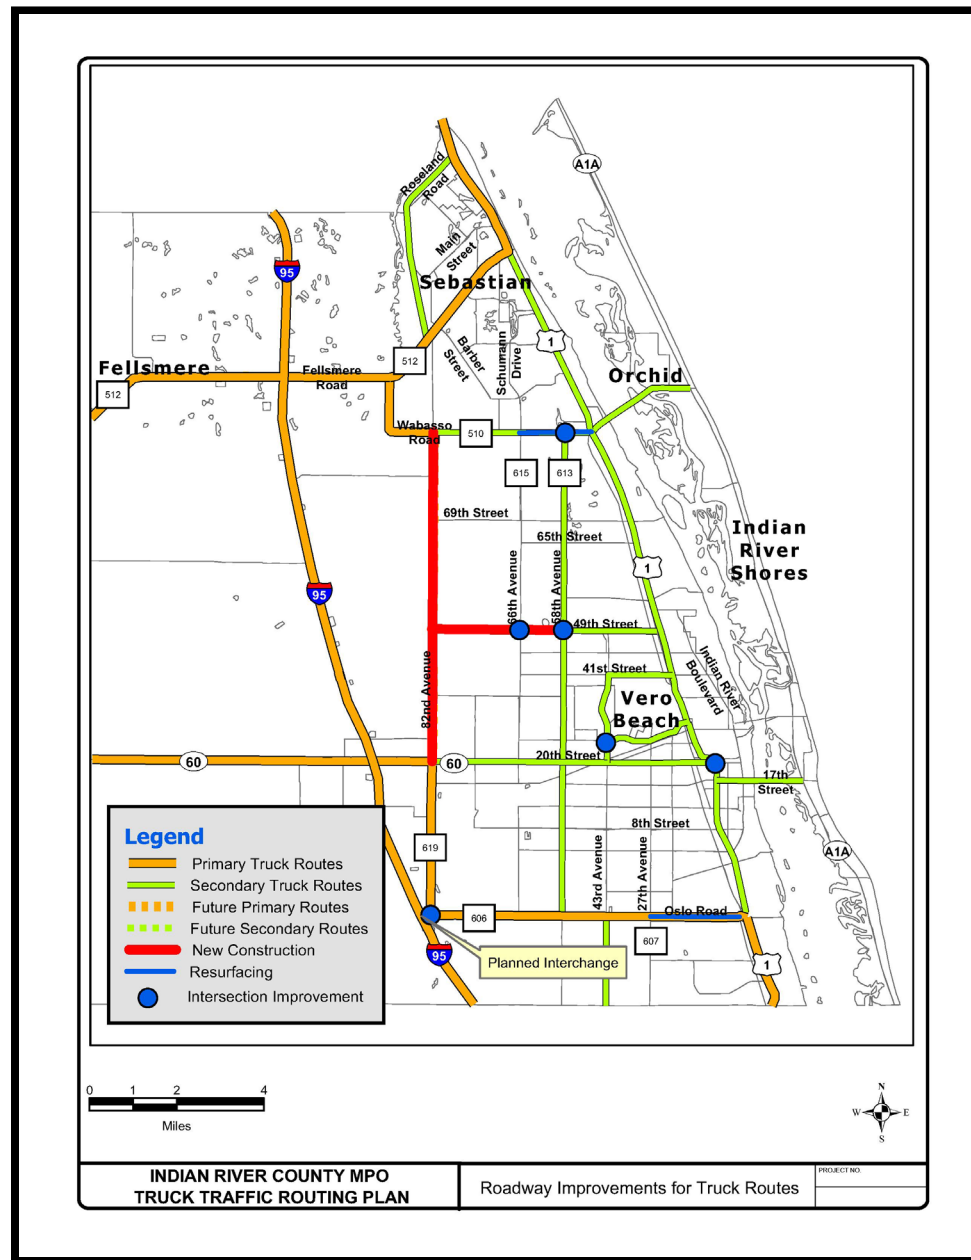 A1A
Roseland
Road
Main
Street
95
Sebastian
1
Barber
Street
Schumann
Drive
512
Fellsmere
Fellsmere
Road
512
Orchid
Wabasso
Road
510
615
613
69th Street
65th Street
Indian
River
Shores
66th Avenue
58th Avenue
1
95
49th Street
82nd Avenue
41st Street
Indian River
Boulevard
Vero
Beach
60
60
20th Street
17th
Street
8th Street
A1A
619
43rd Avenue
27th Avenue
606
Oslo Road
607
95
1
Planned Interchange
Legend
Primary Truck Routes
Secondary Truck Routes
Future Primary Routes
Future Secondary Routes
New Construction
Resurfacing
Intersection Improvement
0 1 2 4
Miles
N
W E
S
INDIAN RIVER COUNTY MPO
TRUCK TRAFFIC ROUTING PLAN
Roadway Improvements for Truck Routes
PROJECT NO.